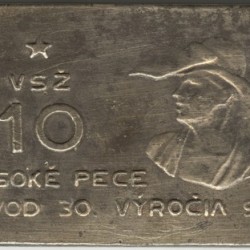 VSŽ
10
SOKÉ PECE
VOD 30. VÝROČIA S